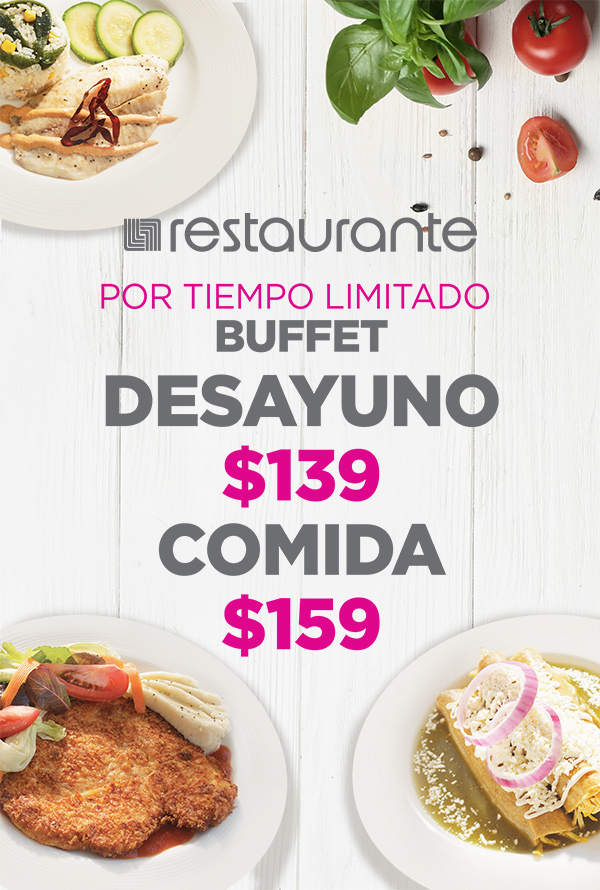 restaurante
POR TIEMPO LIMITADO
BUFFET
DESAYUNO
$139
COMIDA
$159